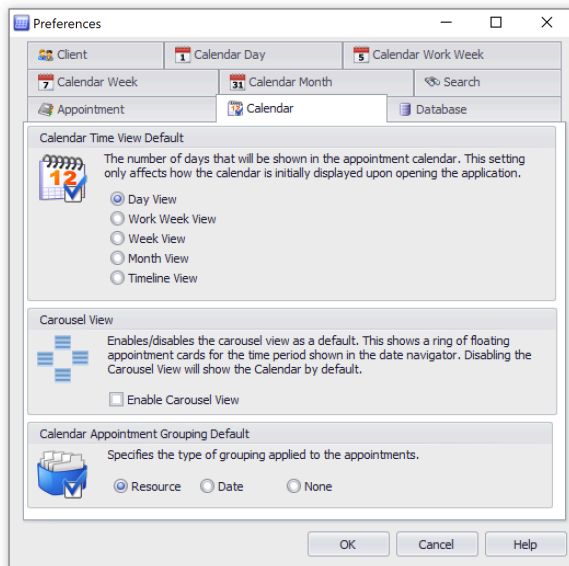 Preferences
Client
1 Calendar Day
5 Calendar Work Week
7 Calendar Week
31 Calendar Month
Search
Appointment
12 Calendar
Database
Calendar Time View Default
12
The number of days that will be shown in the appointment calendar. This setting
only affects how the calendar is initially displayed upon opening the application.
Day View
Work Week View
Week View
Month View
Timeline View
Carousel View
Enables/disables the carousel view as a default. This shows a ring of floating
appointment cards for the time period shown in the date navigator. Disabling the
Carousel View will show the Calendar by default.
Enable Carousel View
Calendar Appointment Grouping Default
Specifies the type of grouping applied to the appointments.
Resource Date None
OK Cancel Help